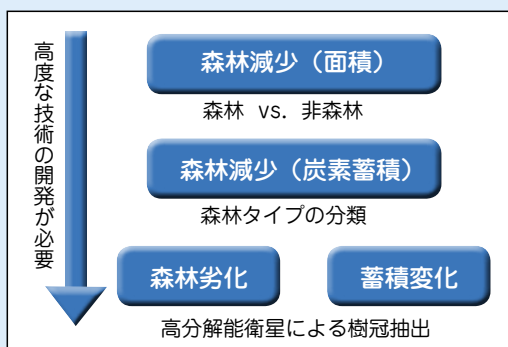 高度な技術の開発が必要
森林減少（面積）
森林 vs. 非森林
森林減少（炭素蓄積）
森林タイプの分類
森林劣化
蓄積変化
高分解能衛星による樹冠抽出